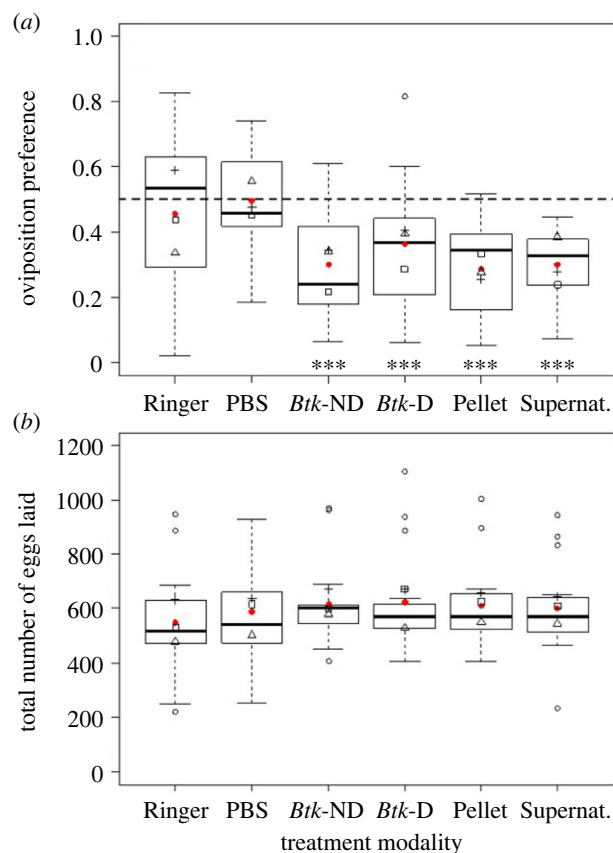 (a)
1.0
0.8
0.6
0.4
0.2
0
oviposition preference
*** *** *** ***
Ringer PBS Btk-ND Btk-D Pellet Supernat.
(b)
1200
1000
800
600
400
200
0
total number of eggs laid
Ringer PBS Btk-ND Btk-D Pellet Supernat.
treatment modality